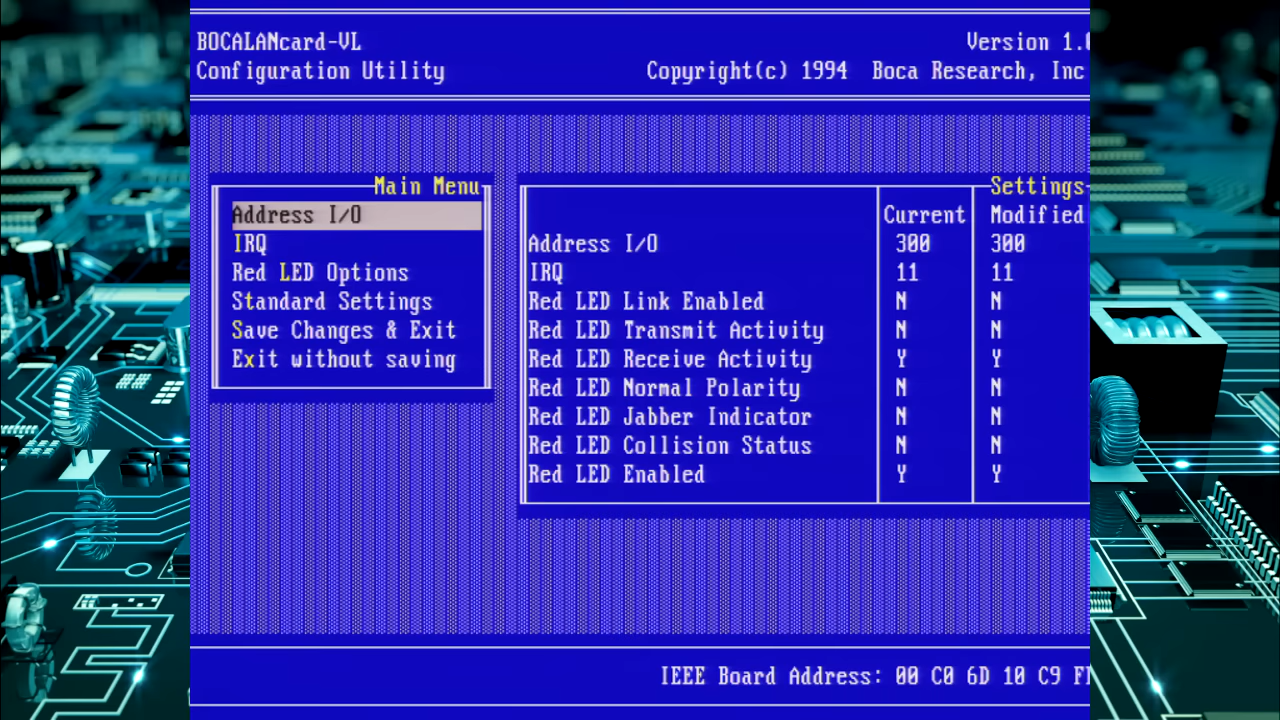 BOCALANcard-VL
Version 1.
Configuration Utility
Copyright(c) 1994 Boca Research, Inc
Main Menu
Address I/O
IRQ
Red LED Options
Standard Settings
Save Changes & Exit
Exit without saving
Settings
Current Modified
Address I/O 300 300
IRQ 11 11
Red LED Link Enabled N N
Red LED Transmit Activity N N
Red LED Receive Activity Y Y
Red LED Normal Polarity N N
Red LED Jabber Indicator N N
Red LED Collision Status N N
Red LED Enabled Y Y
IEEE Board Address: 00 C0 6D 10 C9